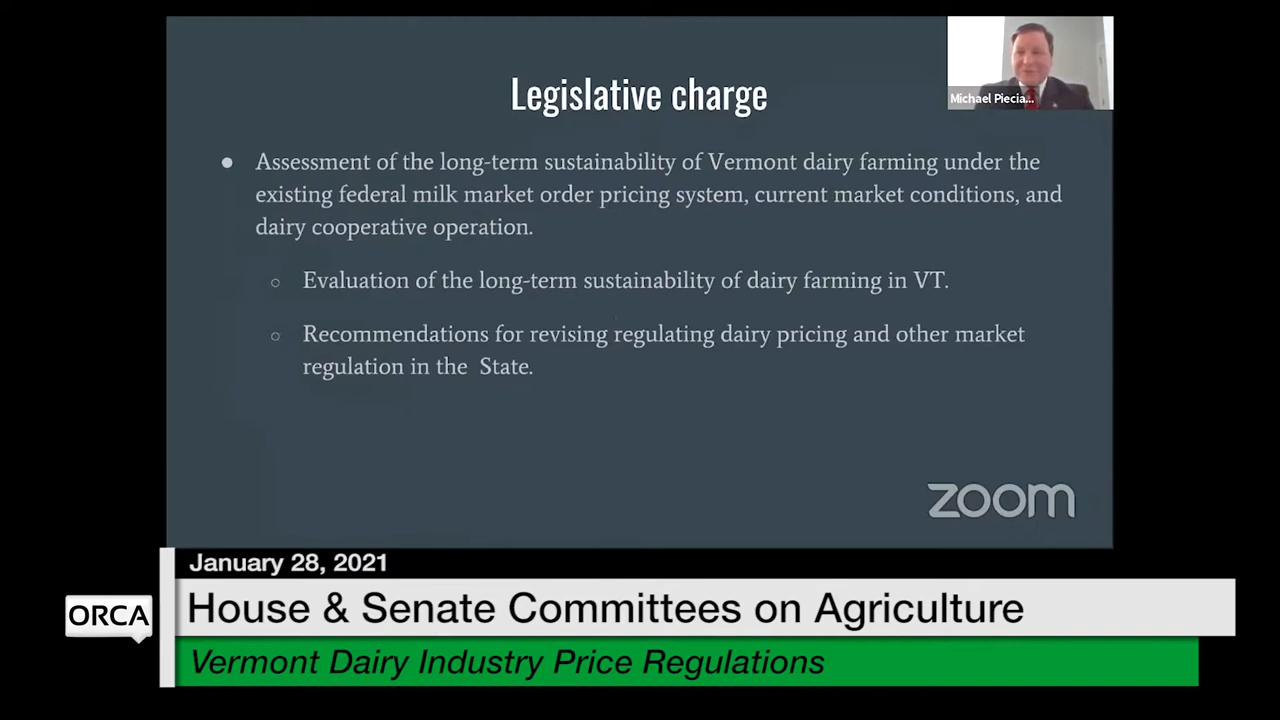 Legislative charge
Michael Piecia...
● Assessment of the long-term sustainability of Vermont dairy farming under the
existing federal milk market order pricing system, current market conditions, and
dairy cooperative operation.
○ Evaluation of the long-term sustainability of dairy farming in VT.
○ Recommendations for revising regulating dairy pricing and other market
regulation in the State.
zoom
January 28, 2021
ORCA
House & Senate Committees on Agriculture
Vermont Dairy Industry Price Regulations